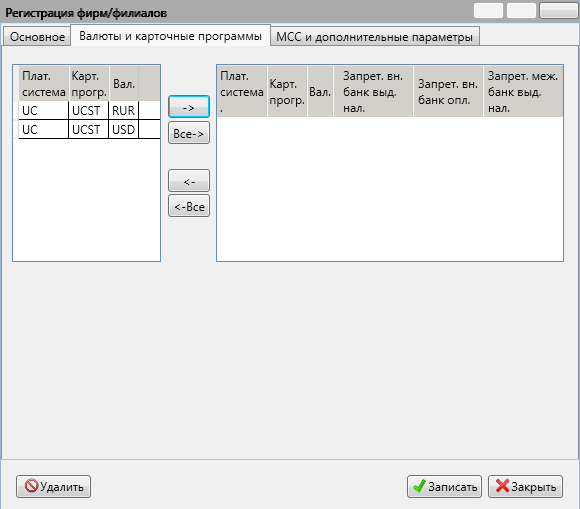 Регистрация фирм/филиалов
Основное Валюты и карточные программы МСС и дополнительные параметры
Плат. система Карт. прогр. Вал.
UC UCST RUR
UC UCST USD
->
Все->
<-
<-Все
Плат. система . Карт. прогр. Вал. Запрет. вн. банк выд. нал. Запрет. вн. банк опл. Запрет. меж. банк выд. нал.
Удалить Записать Закрыть